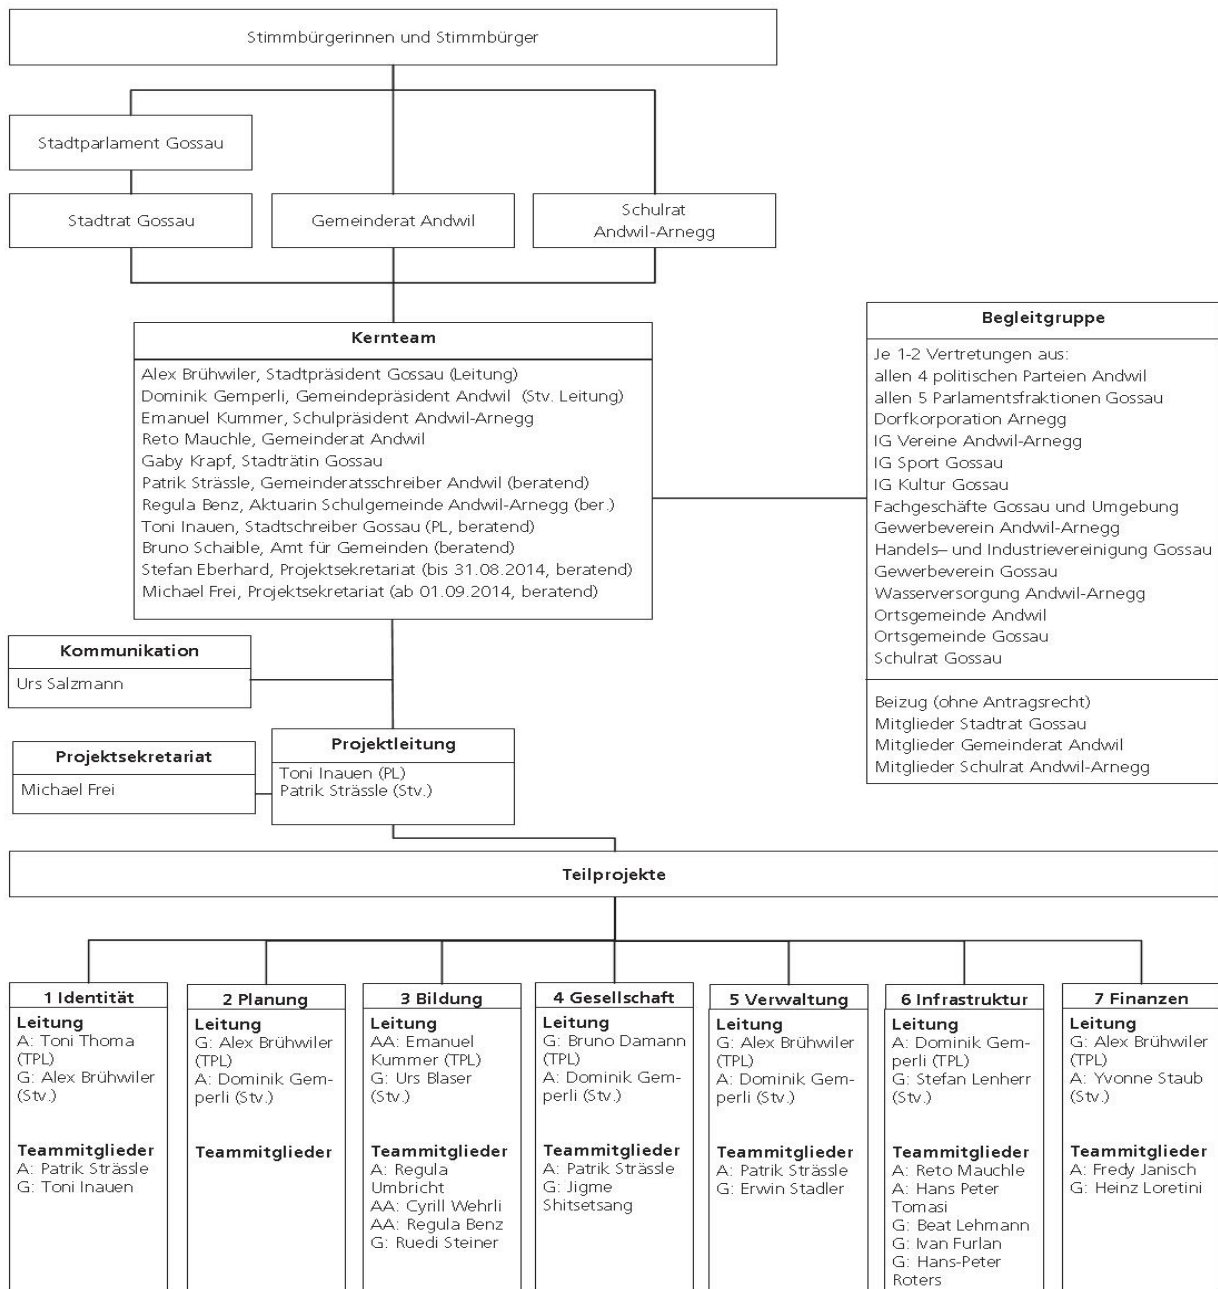 Stimmbürgerinnen und Stimmbürger
Stadtparlament Gossau
Stadtrat Gossau
Gemeinderat Andwil
Schulrat
Andwil-Arnegg
Kernteam
Alex Brühwiler, Stadtpräsident Gossau (Leitung)
Dominik Gemperli, Gemeindepräsident Andwil (Stv. Leitung)
Emanuel Kummer, Schulpräsident Andwil-Arnegg
Reto Mauchle, Gemeinderat Andwil
Gaby Krapf, Stadträtin Gossau
Patrik Strässle, Gemeinderatsschreiber Andwil (beratend)
Regula Benz, Aktuarin Schulgemeinde Andwil-Arnegg (ber.)
Toni Inauen, Stadtschreiber Gossau (PL, beratend)
Bruno Schaible, Amt für Gemeinden (beratend)
Stefan Eberhard, Projektsekretariat (bis 31.08.2014, beratend)
Michael Frei, Projektsekretariat (ab 01.09.2014, beratend)
Begleitgruppe
Je 1-2 Vertretungen aus:
allen 4 politischen Parteien Andwil
allen 5 Parlamentsfraktionen Gossau
Dorfkorporation Arnegg
IG Vereine Andwil-Arnegg
IG Sport Gossau
IG Kultur Gossau
Fachgeschäfte Gossau und Umgebung
Gewerbeverein Andwil-Arnegg
Handels– und Industrievereinigung Gossau
Gewerbeverein Gossau
Wasserversorgung Andwil-Arnegg
Ortsgemeinde Andwil
Ortsgemeinde Gossau
Schulrat Gossau
Beizug (ohne Antragsrecht)
Mitglieder Stadtrat Gossau
Mitglieder Gemeinderat Andwil
Mitglieder Schulrat Andwil-Arnegg
Kommunikation
Urs Salzmann
Projektsekretariat
Michael Frei
Projektleitung
Toni Inauen (PL)
Patrik Strässle (Stv.)
Teilprojekte
1 Identität
Leitung
A: Toni Thoma
(TPL)
G: Alex Brühwiler
(Stv.)
Teammitglieder
A: Patrik Strässle
G: Toni Inauen
2 Planung
Leitung
G: Alex Brühwiler
(TPL)
A: Dominik Gem-
perli (Stv.)
Teammitglieder
3 Bildung
Leitung
AA: Emanuel
Kummer (TPL)
G: Urs Blaser
(Stv.)
Teammitglieder
A: Regula
Umbricht
AA: Cyrill Wehrli
AA: Regula Benz
G: Ruedi Steiner
4 Gesellschaft
Leitung
G: Bruno Damann
(TPL)
A: Dominik Gem-
perli (Stv.)
Teammitglieder
A: Patrik Strässle
G: Jigme
Shitsetsang
5 Verwaltung
Leitung
G: Alex Brühwiler
(TPL)
A: Dominik Gem-
perli (Stv.)
Teammitglieder
A: Patrik Strässle
G: Erwin Stadler
6 Infrastruktur
Leitung
A: Dominik Gem-
perli (TPL)
G: Stefan Lenherr
(Stv.)
Teammitglieder
A: Reto Mauchle
A: Hans Peter
Tomasi
G: Beat Lehmann
G: Ivan Furlan
G: Hans-Peter
Roters
7 Finanzen
Leitung
G: Alex Brühwiler
(TPL)
A: Yvonne Staub
(Stv.)
Teammitglieder
A: Fredy Janisch
G: Heinz Loretini